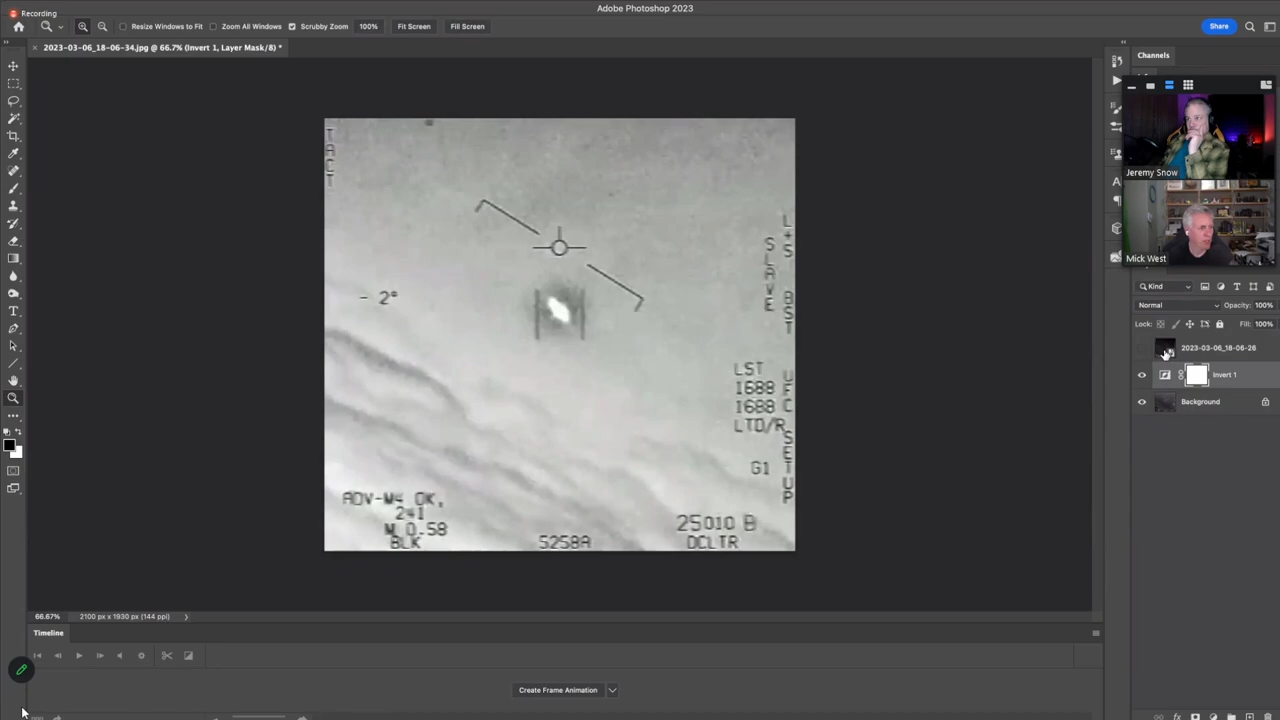 Recording
Adobe Photoshop 2023
Resize Windows to Fit
Zoom All Windows
Scrubby Zoom
100%
Fit Screen
Fill Screen
Share
2023-03-06_18-06-34.jpg @ 66.7% (Invert 1, Layer Mask/8) *
Channels
TACT
L+S BST
SLAVE
- 2°
LST
1688
1688
LTD/R
UFC SETUP
G1
ADV-M4 OK,
241
M 0.58
BLK
5258A
25010 B
DCLTR
Jeremy Snow
Mick West
Kind
Normal
Opacity: 100%
Lock:
Fill: 100%
2023-03-06_18-06-26
Invert 1
Background
66.67%
2100 px x 1930 px (144 ppi)
Timeline
Create Frame Animation